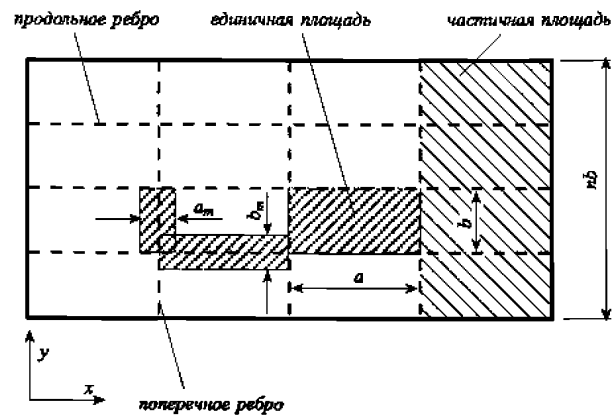 продольное ребро
единичная площадь
частичная площадь
nb
a_m
b_m
b
a
y
x
поперечное ребро